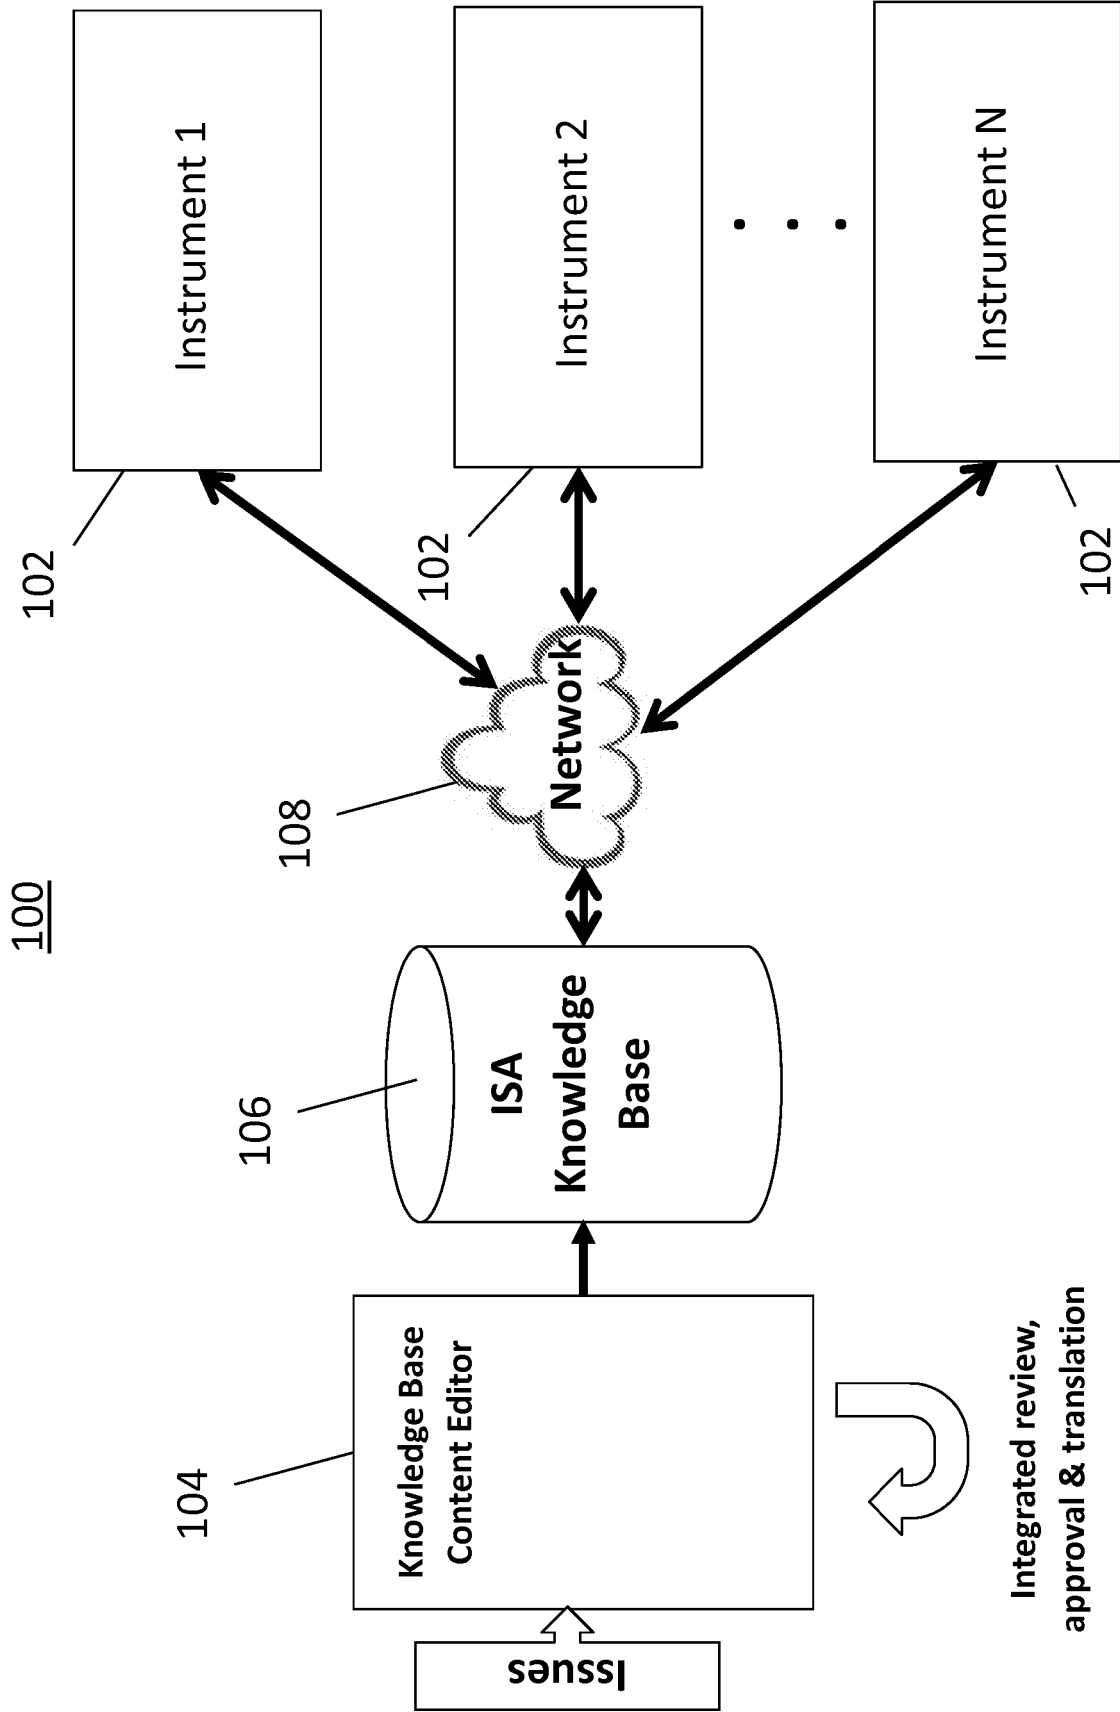 100
Issues
104
Knowledge Base
Content Editor
Integrated review,
approval & translation
106
ISA
Knowledge
Base
108
Network
102
Instrument 1
102
Instrument 2
. . .
102
Instrument N